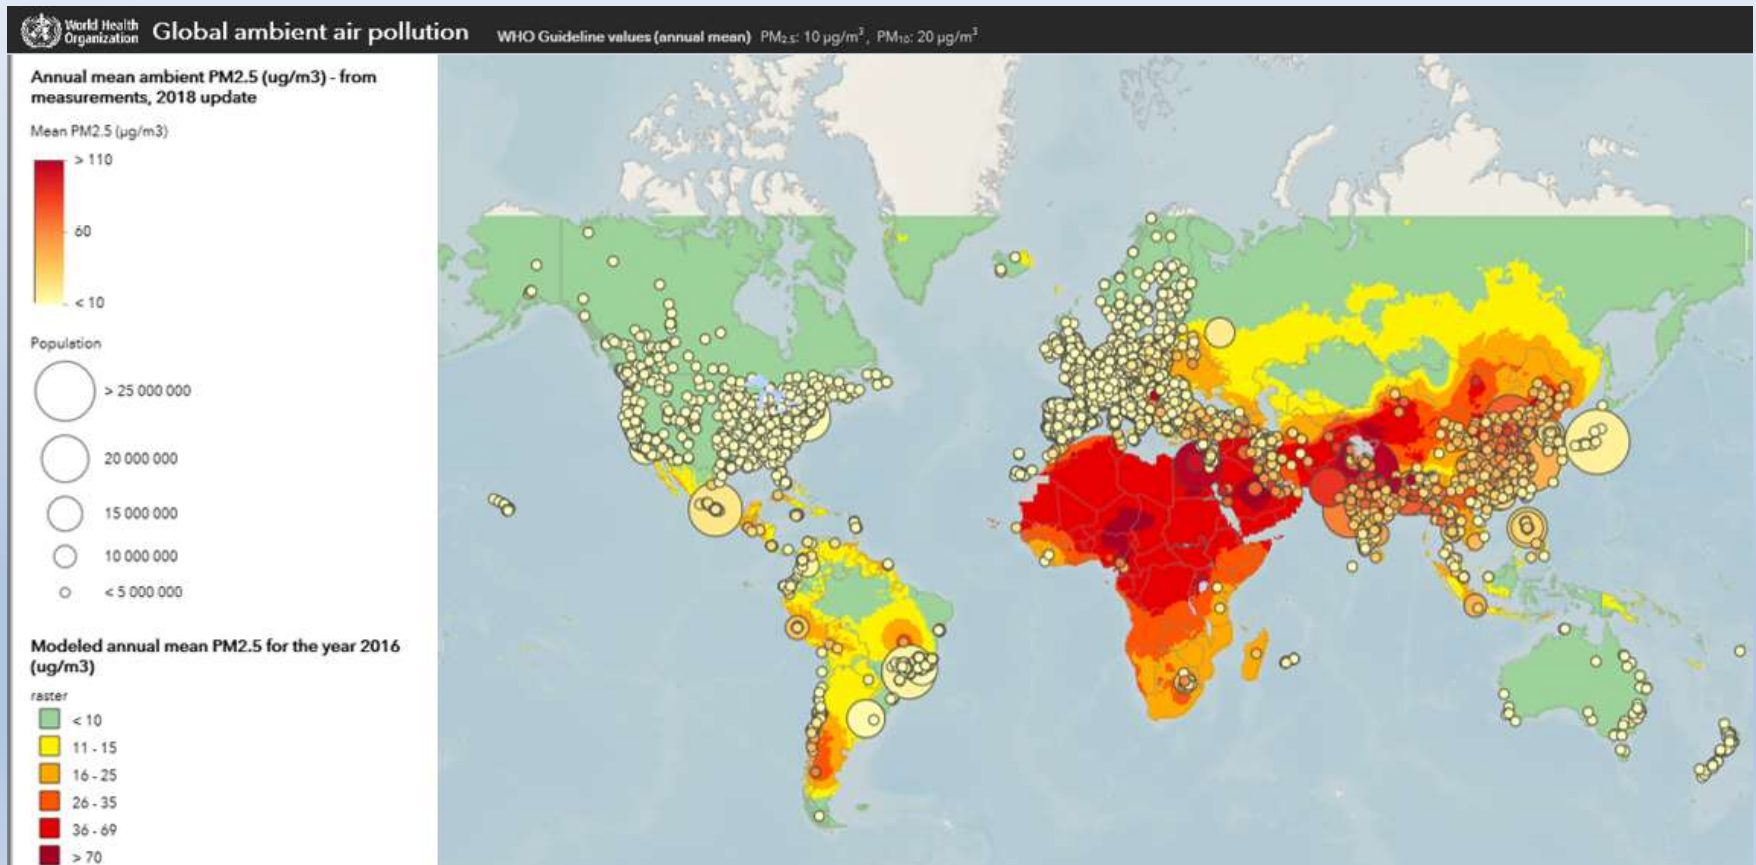 World Health
Organization
Global ambient air pollution
WHO Guideline values (annual mean) PM2.5: 10 µg/m³, PM10: 20 µg/m³
Annual mean ambient PM2.5 (ug/m3) - from
measurements, 2018 update
Mean PM2.5 (µg/m3)
> 110
60
< 10
Population
> 25 000 000
20 000 000
15 000 000
10 000 000
< 5 000 000
Modeled annual mean PM2.5 for the year 2016
(ug/m3)
raster
< 10
11 - 15
16 - 25
26 - 35
36 - 69
> 70